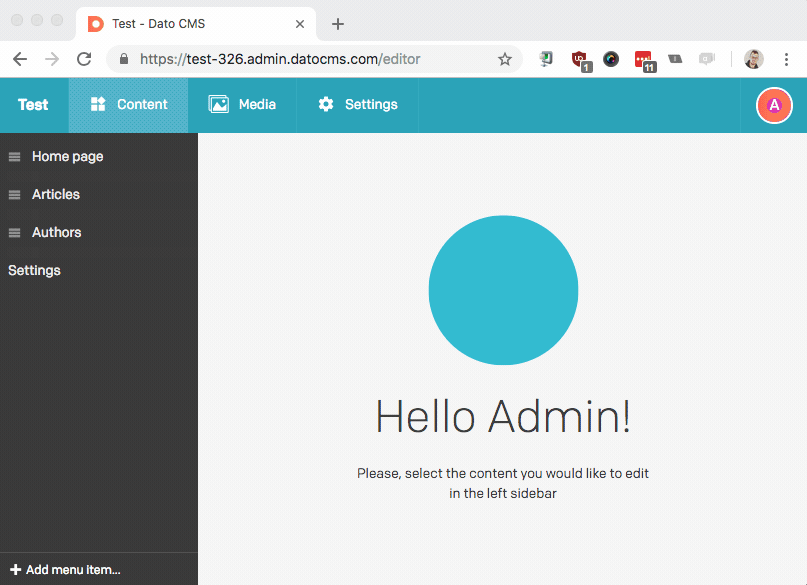 Test - Dato CMS
https://test-326.admin.datocms.com/editor
1
11
Test
Content
Media
Settings
A
Home page
Articles
Authors
Settings
Hello Admin!
Please, select the content you would like to edit
in the left sidebar
Add menu item...